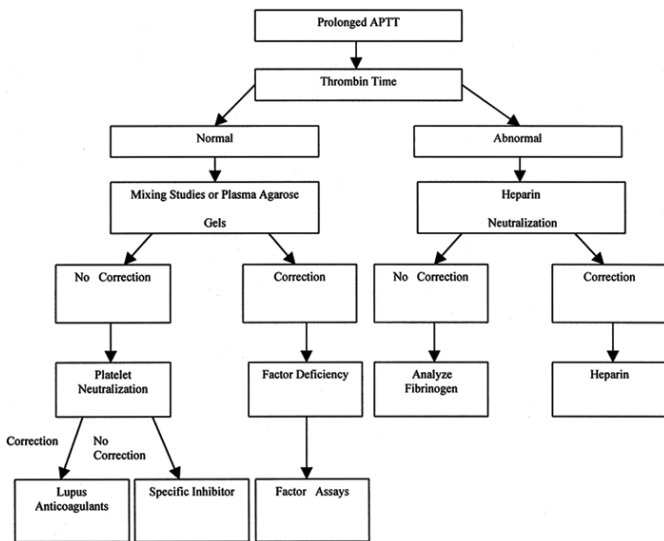 Prolonged APTT
Thrombin Time
Normal
Abnormal
Mixing Studies or Plasma Agarose
Gels
Heparin
Neutralization
No Correction
Correction
No Correction
Correction
Platelet
Neutralization
Factor Deficiency
Analyze
Fibrinogen
Heparin
Correction
No
Correction
Lupus
Anticoagulants
Specific Inhibitor
Factor Assays